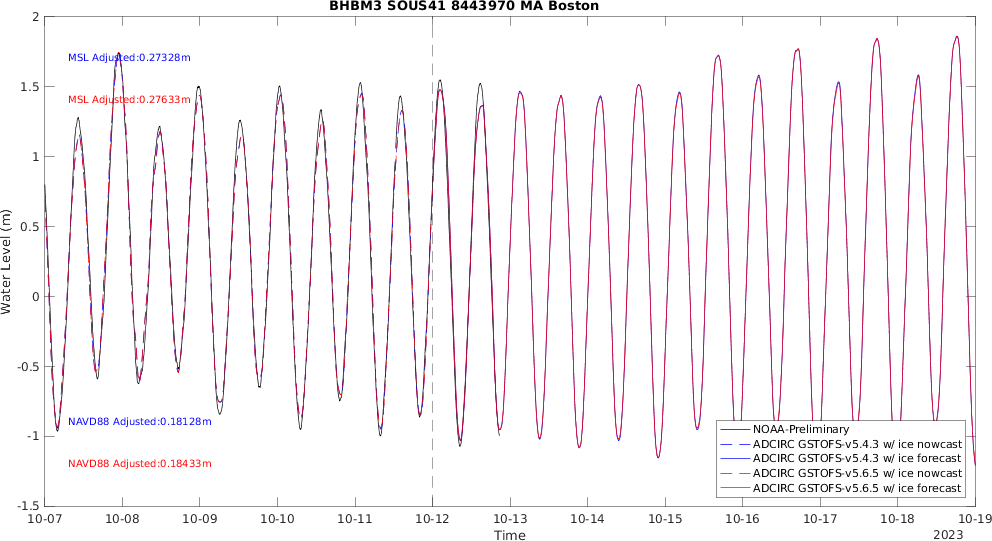 BHBM3 SOUS41 8443970 MA Boston
2
1.5
1
0.5
0
-0.5
-1
-1.5
Water Level (m)
MSL Adjusted:0.27328m
MSL Adjusted:0.27633m
NAVD88 Adjusted:0.18128m
NAVD88 Adjusted:0.18433m
NOAA-Preliminary
ADCIRC GSTOFS-v5.4.3 w/ ice nowcast
ADCIRC GSTOFS-v5.4.3 w/ ice forecast
ADCIRC GSTOFS-v5.6.5 w/ ice nowcast
ADCIRC GSTOFS-v5.6.5 w/ ice forecast
10-07 10-08 10-09 10-10 10-11 10-12 10-13 10-14 10-15 10-16 10-17 10-18 10-19
Time
2023